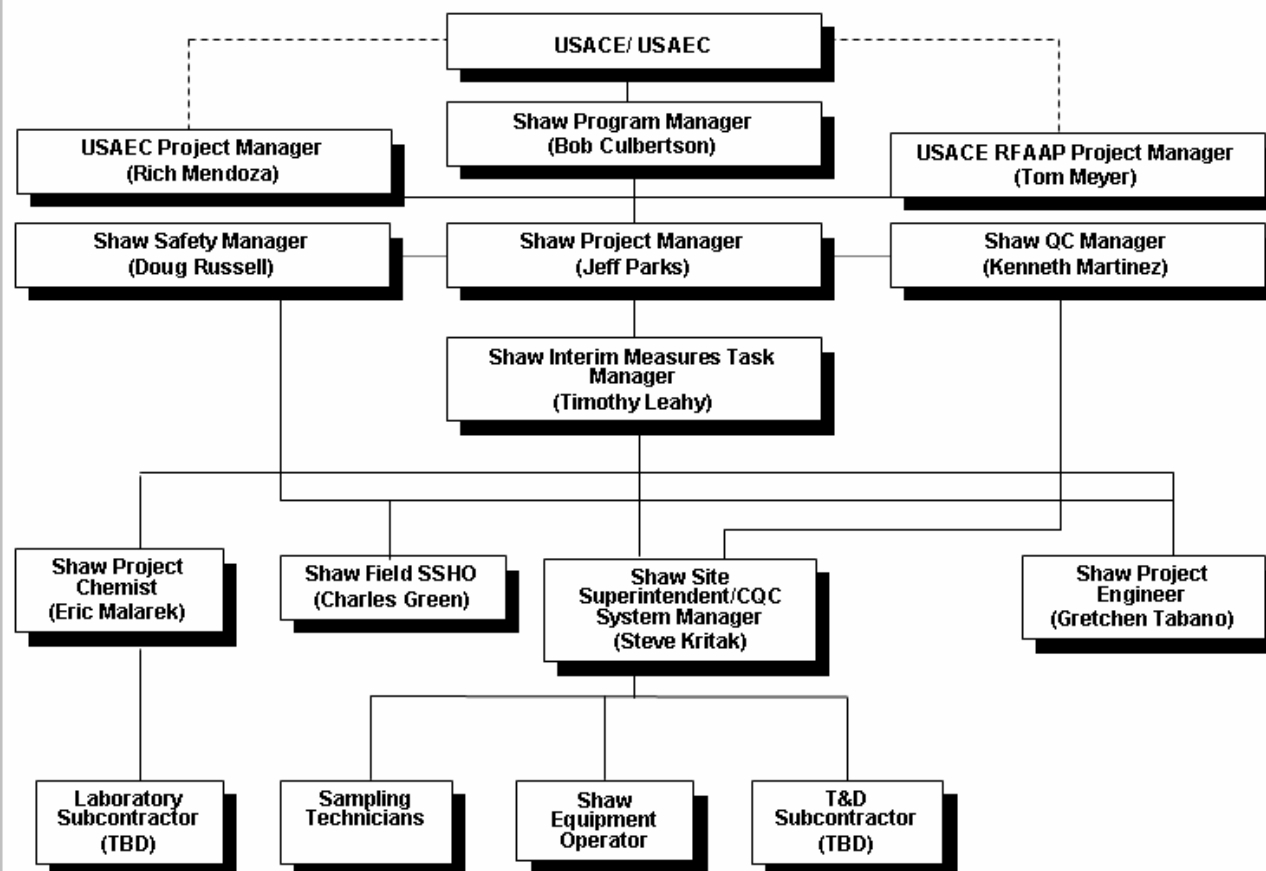 USACE/ USAEC
Shaw Program Manager
(Bob Culbertson)
USAEC Project Manager
(Rich Mendoza)
USACE RFAAP Project Manager
(Tom Meyer)
Shaw Safety Manager
(Doug Russell)
Shaw Project Manager
(Jeff Parks)
Shaw QC Manager
(Kenneth Martinez)
Shaw Interim Measures Task
Manager
(Timothy Leahy)
Shaw Project
Chemist
(Eric Malarek)
Shaw Field SSHO
(Charles Green)
Shaw Site
Superintendent/CQC
System Manager
(Steve Kritak)
Shaw Project
Engineer
(Gretchen Tabano)
Laboratory
Subcontractor
(TBD)
Sampling
Technicians
Shaw
Equipment
Operator
T&D
Subcontractor
(TBD)